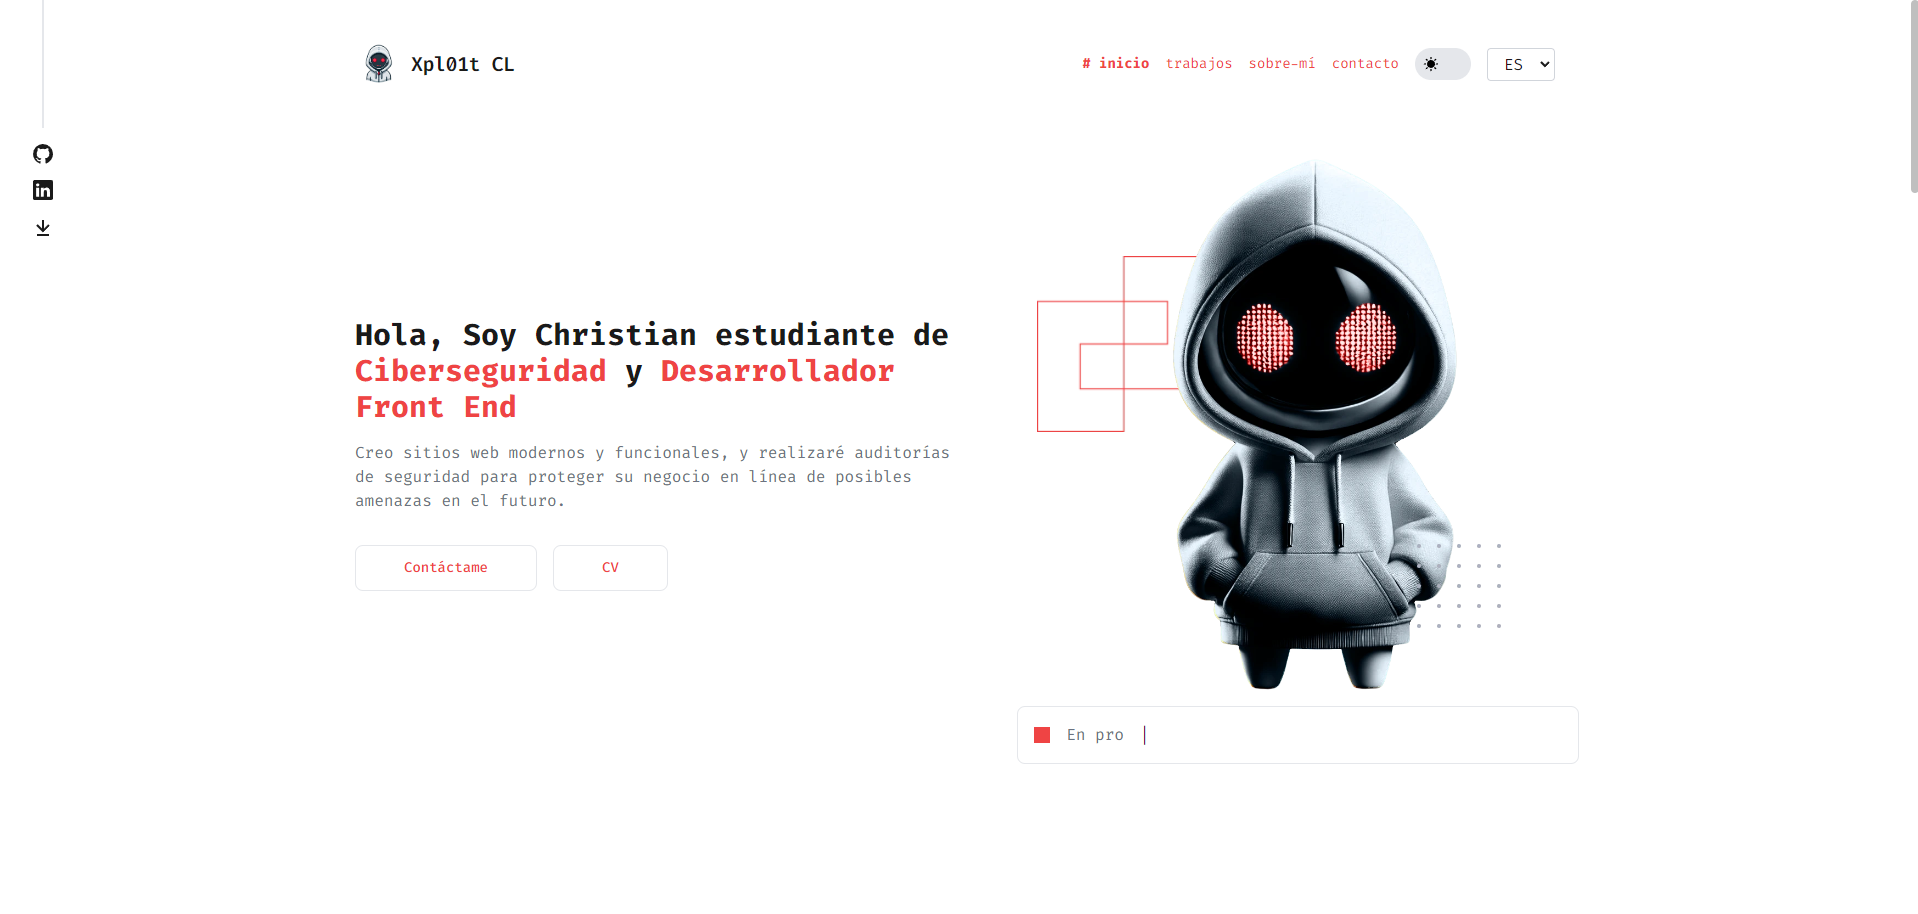 Xpl01t CL
# inicio trabajos sobre-mí contacto ES
Hola, Soy Christian estudiante de
Ciberseguridad y Desarrollador
Front End
Creo sitios web modernos y funcionales, y realizaré auditorías
de seguridad para proteger su negocio en línea de posibles
amenazas en el futuro.
Contáctame CV
En pro